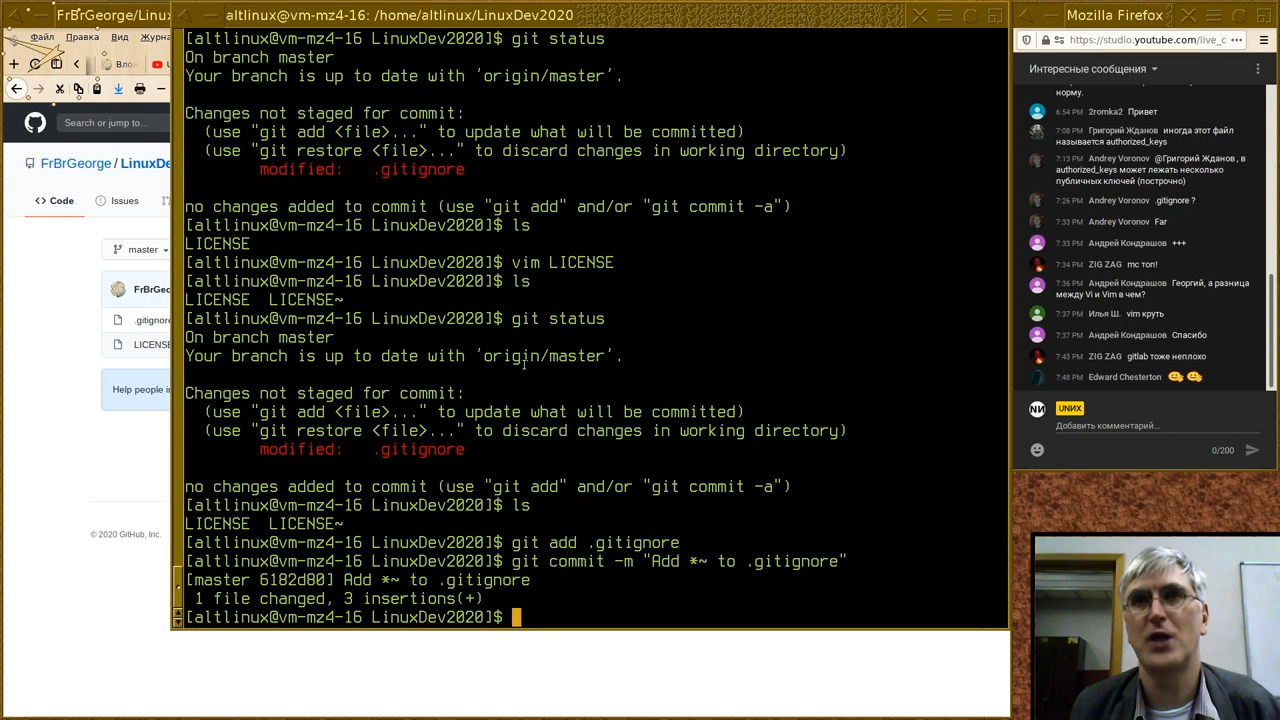 FrBrGeorge/Linux
altlinux@vm-mz4-16: /home/altlinux/LinuxDev2020
Mozilla Firefox
Файл Правка Вид Журна
Вло
https://studio.youtube.com/live_c
Search or jump to...
FrBrGeorge / LinuxDe
Code Issues
master
FrBrGeo
.gitignor
LICENSE
Help people in
© 2020 GitHub, Inc.
[altlinux@vm-mz4-16 LinuxDev2020]$ git status
On branch master
Your branch is up to date with 'origin/master'.
Changes not staged for commit:
(use "git add <file>..." to update what will be committed)
(use "git restore <file>..." to discard changes in working directory)
modified: .gitignore
no changes added to commit (use "git add" and/or "git commit -a")
[altlinux@vm-mz4-16 LinuxDev2020]$ ls
LICENSE
[altlinux@vm-mz4-16 LinuxDev2020]$ vim LICENSE
[altlinux@vm-mz4-16 LinuxDev2020]$ ls
LICENSE LICENSE~
[altlinux@vm-mz4-16 LinuxDev2020]$ git status
On branch master
Your branch is up to date with 'origin/master'.
Changes not staged for commit:
(use "git add <file>..." to update what will be committed)
(use "git restore <file>..." to discard changes in working directory)
modified: .gitignore
no changes added to commit (use "git add" and/or "git commit -a")
[altlinux@vm-mz4-16 LinuxDev2020]$ ls
LICENSE LICENSE~
[altlinux@vm-mz4-16 LinuxDev2020]$ git add .gitignore
[altlinux@vm-mz4-16 LinuxDev2020]$ git commit -m "Add *~ to .gitignore"
[master 6182d80] Add *~ to .gitignore
1 file changed, 3 insertions(+)
[altlinux@vm-mz4-16 LinuxDev2020]$
Интересные сообщения
норму.
6:54 PM 2romka2 Привет
7:08 PM Григорий Жданов иногда этот файл
называется authorized_keys
7:13 PM Andrey Voronov @Григорий Жданов , в
authorized_keys может лежать несколько
публичных ключей (построчно)
7:26 PM Andrey Voronov .gitignore ?
7:33 PM Andrey Voronov Far
7:33 PM Андрей Кондрашов +++
7:34 PM ZIG ZAG mc топ!
7:36 PM Андрей Кондрашов Георгий, а разница
между Vi и Vim в чем?
7:37 PM Илья Ш. vim круть
7:37 PM Андрей Кондрашов Спасибо
7:43 PM ZIG ZAG gitlab тоже неплохо
7:48 PM Edward Chesterton
UNИX
Добавить комментарий...
0/200